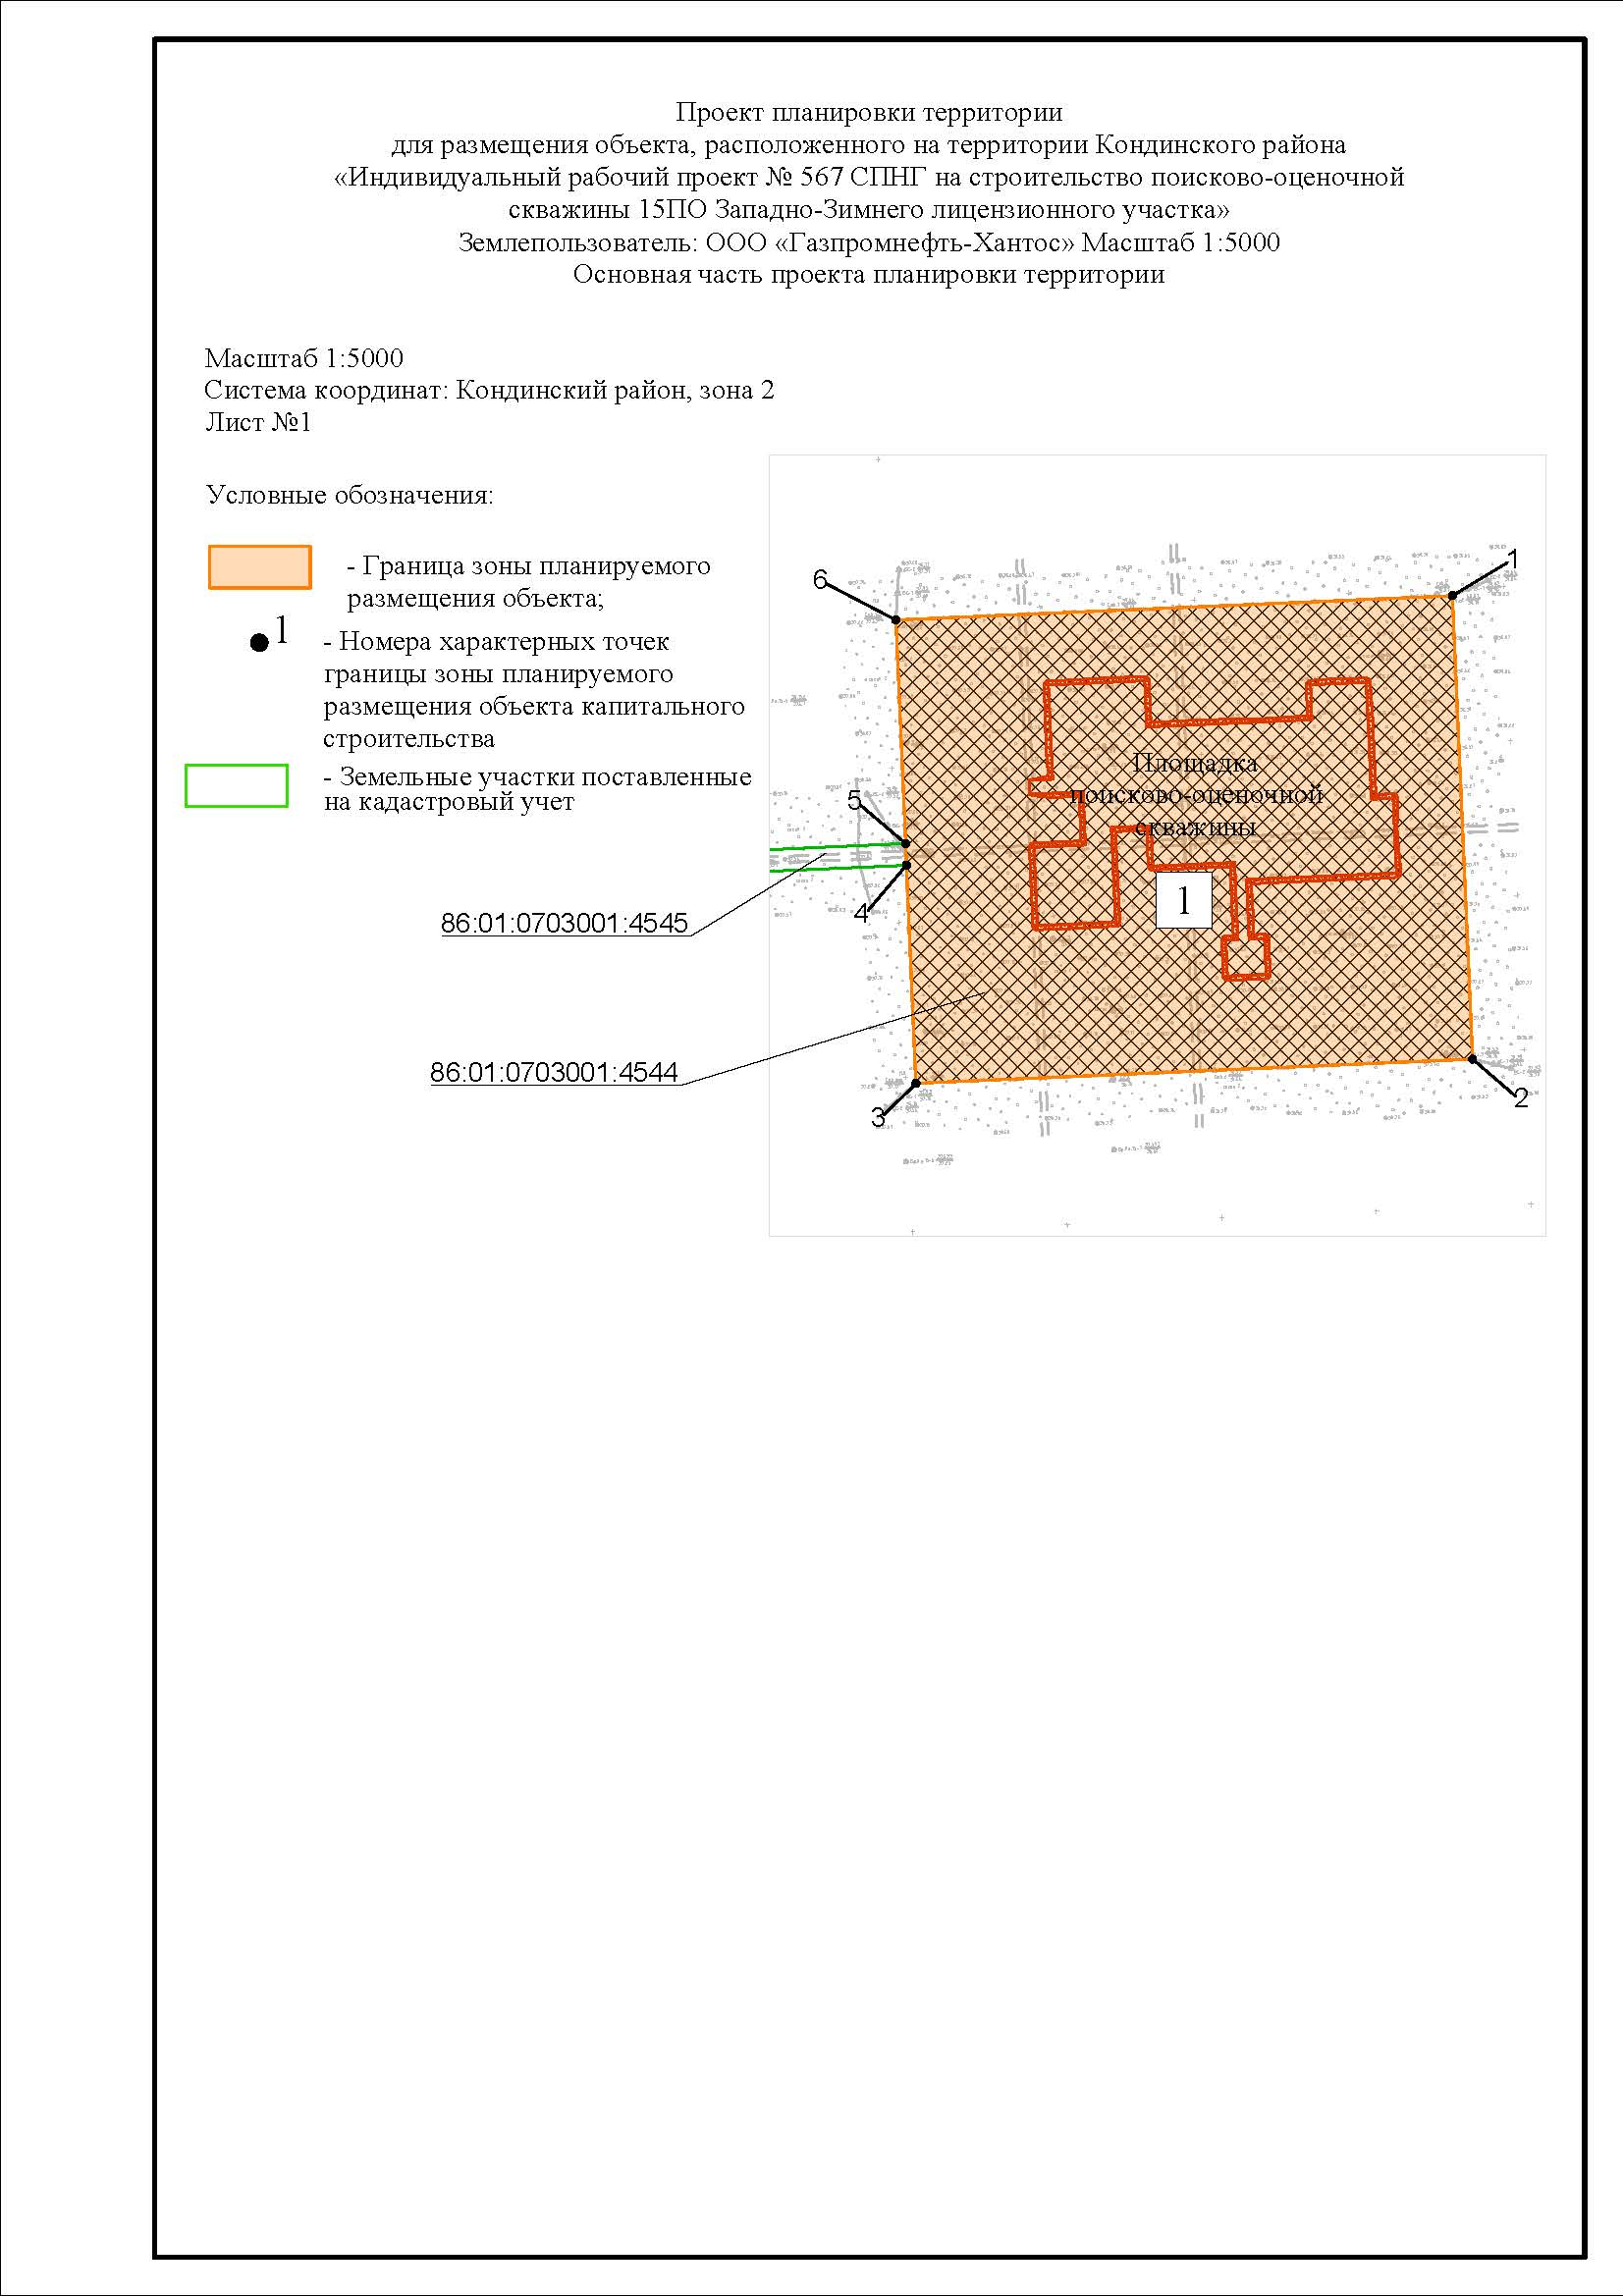 Проект планировки территории
для размещения объекта, расположенного на территории Кондинского района
«Индивидуальный рабочий проект № 567 СПНГ на строительство поисково-оценочной
скважины 15ПО Западно-Зимнего лицензионного участка»
Землепользователь: ООО «Газпромнефть-Хантос» Масштаб 1:5000
Основная часть проекта планировки территории
Масштаб 1:5000
Система координат: Кондинский район, зона 2
Лист №1
Условные обозначения:
- Граница зоны планируемого
размещения объекта;
1
- Номера характерных точек
границы зоны планируемого
размещения объекта капитального
строительства
- Земельные участки поставленные
на кадастровый учет
1
6
Площадка
поисково-оценочной
скважины
5
1
4
86:01:0703001:4545
86:01:0703001:4544
3
2